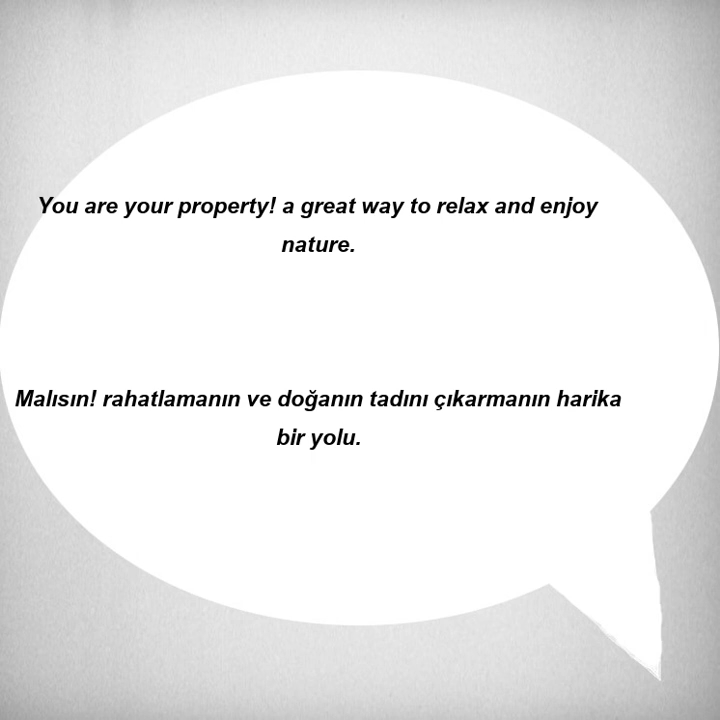 You are your property! a great way to relax and enjoy
nature.
Malısın! rahatlamanın ve doğanın tadını çıkarmanın harika
bir yolu.